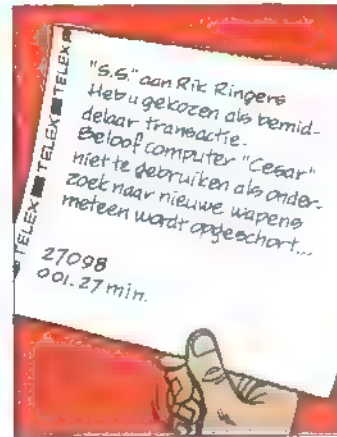 TELEX TELEX TELEX
"S.S." aan Rik Ringers
Heb u gekozen als bemid-
delaar transactie.
Beloof computer "Cesar"
niet te gebruiken als onder-
zoek naar nieuwe wapens
meteen wordt opgeschort...
27098
001.27 min.